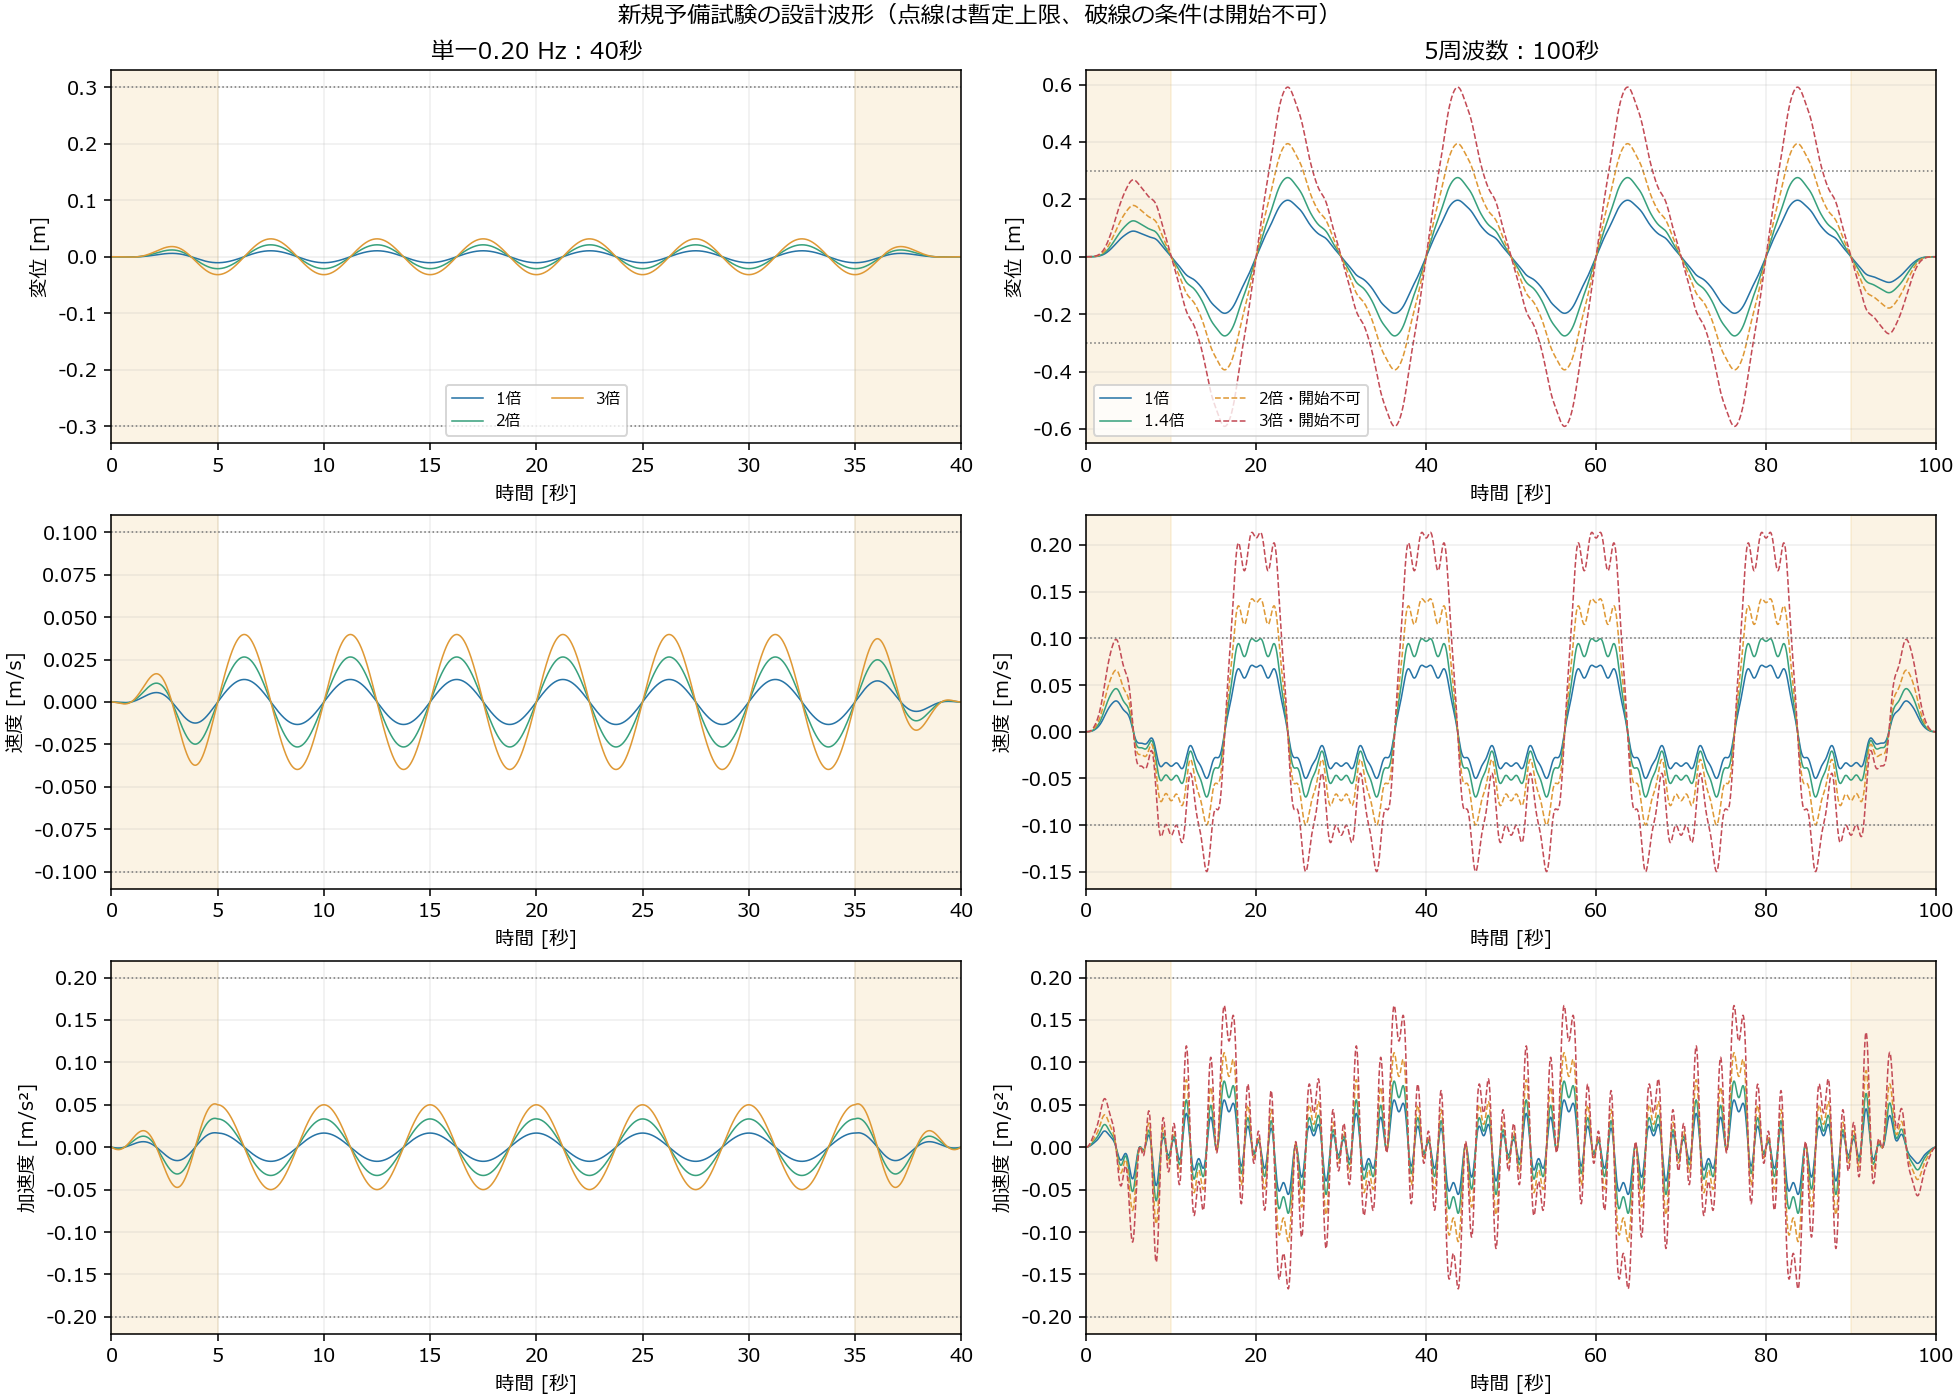 新規予備試験の設計波形（点線は暫定上限、破線の条件は開始不可）
単一0.20 Hz：40秒
変位 [m]
0.3
0.2
0.1
0.0
-0.1
-0.2
-0.3
1倍
2倍
3倍
0 5 10 15 20 25 30 35 40
時間 [秒]
5周波数：100秒
変位 [m]
0.6
0.4
0.2
0.0
-0.2
-0.4
-0.6
1倍
1.4倍
2倍・開始不可
3倍・開始不可
0 20 40 60 80 100
時間 [秒]
速度 [m/s]
0.100
0.075
0.050
0.025
0.000
-0.025
-0.050
-0.075
-0.100
0 5 10 15 20 25 30 35 40
時間 [秒]
速度 [m/s]
0.20
0.15
0.10
0.05
0.00
-0.05
-0.10
-0.15
0 20 40 60 80 100
時間 [秒]
加速度 [m/s²]
0.20
0.15
0.10
0.05
0.00
-0.05
-0.10
-0.15
-0.20
0 5 10 15 20 25 30 35 40
時間 [秒]
加速度 [m/s²]
0.20
0.15
0.10
0.05
0.00
-0.05
-0.10
-0.15
-0.20
0 20 40 60 80 100
時間 [秒]